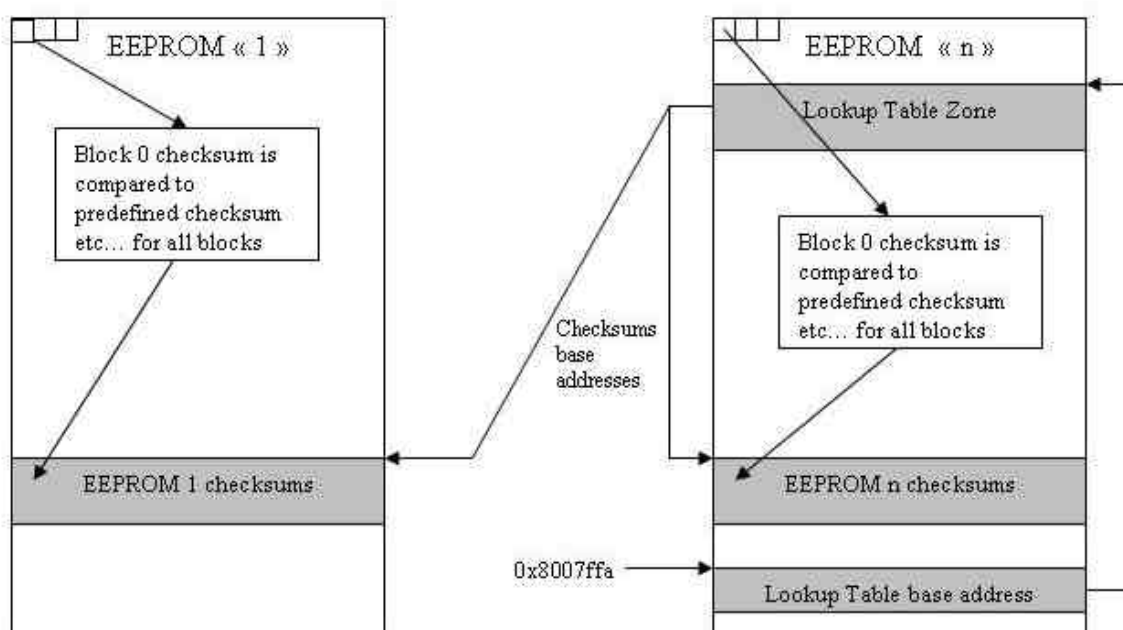 EEPROM « 1 »
Block 0 checksum is
compared to
predefined checksum
etc... for all blocks
EEPROM 1 checksums
Checksums
base
addresses
EEPROM « n »
Lookup Table Zone
Block 0 checksum is
compared to
predefined checksum
etc... for all blocks
EEPROM n checksums
0x8007ffa
Lookup Table base address